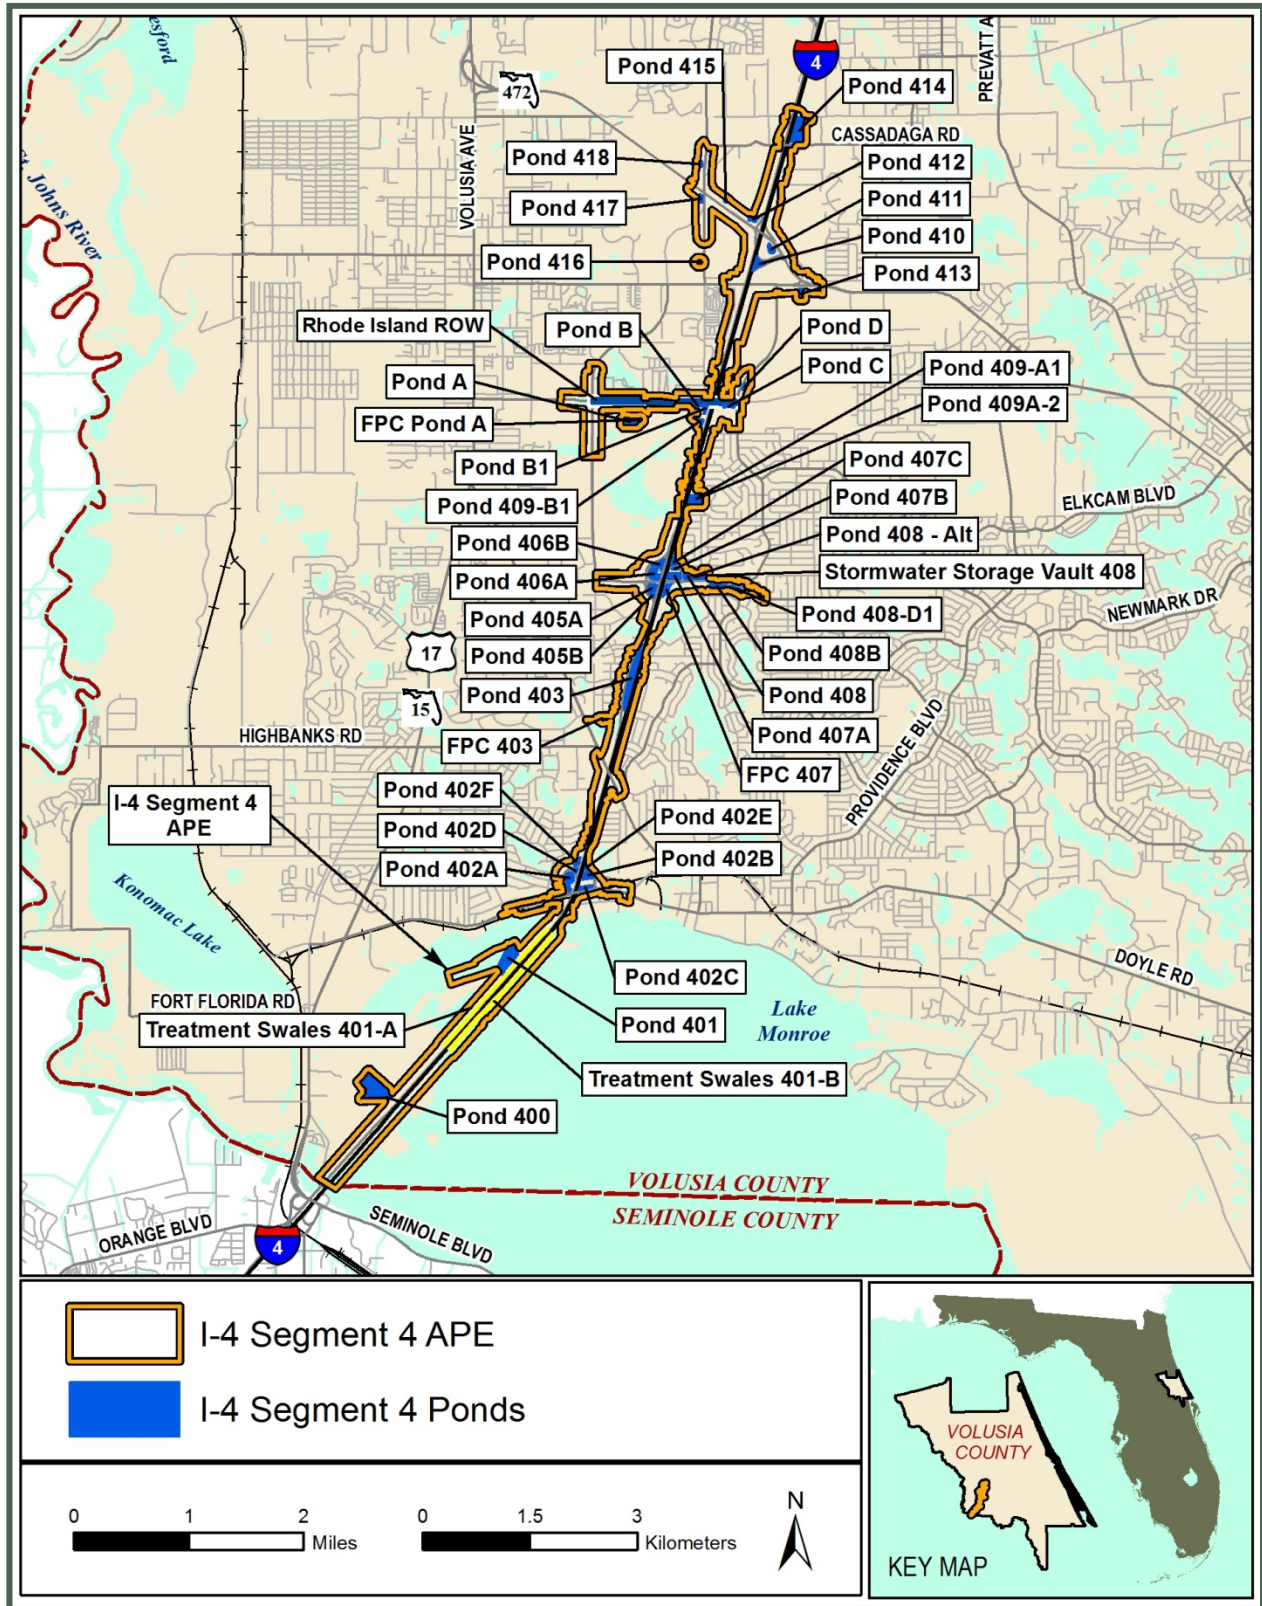 esford
4
PREVATT A
Pond 415
Pond 414
472
CASSADAGA RD
VOLUSIA AVE
Pond 418
Pond 412
St. Johns River
Pond 417
Pond 411
Pond 410
Pond 416
Pond 413
Rhode Island ROW
Pond B
Pond D
Pond C
Pond 409-A1
Pond A
Pond 409A-2
FPC Pond A
Pond B1
Pond 407C
Pond 409-B1
Pond 407B
ELKCAM BLVD
Pond 406B
Pond 408 - Alt
Pond 406A
Stormwater Storage Vault 408
Pond 405A
Pond 408-D1
NEWMARK DR
17
Pond 405B
Pond 408B
Pond 403
Pond 408
15
HIGHBANKS RD
FPC 403
Pond 407A
FPC 407
PROVIDENCE BLVD
I-4 Segment 4
APE
Pond 402F
Pond 402E
Pond 402D
Pond 402B
Pond 402A
Konomac Lake
Pond 402C
DOYLE RD
FORT FLORIDA RD
Treatment Swales 401-A
Pond 401
Lake
Monroe
Treatment Swales 401-B
Pond 400
VOLUSIA COUNTY
SEMINOLE COUNTY
ORANGE BLVD
SEMINOLE BLVD
4
I-4 Segment 4 APE
I-4 Segment 4 Ponds
0 1 2
Miles
0 1.5 3
Kilometers
N
VOLUSIA
COUNTY
KEY MAP